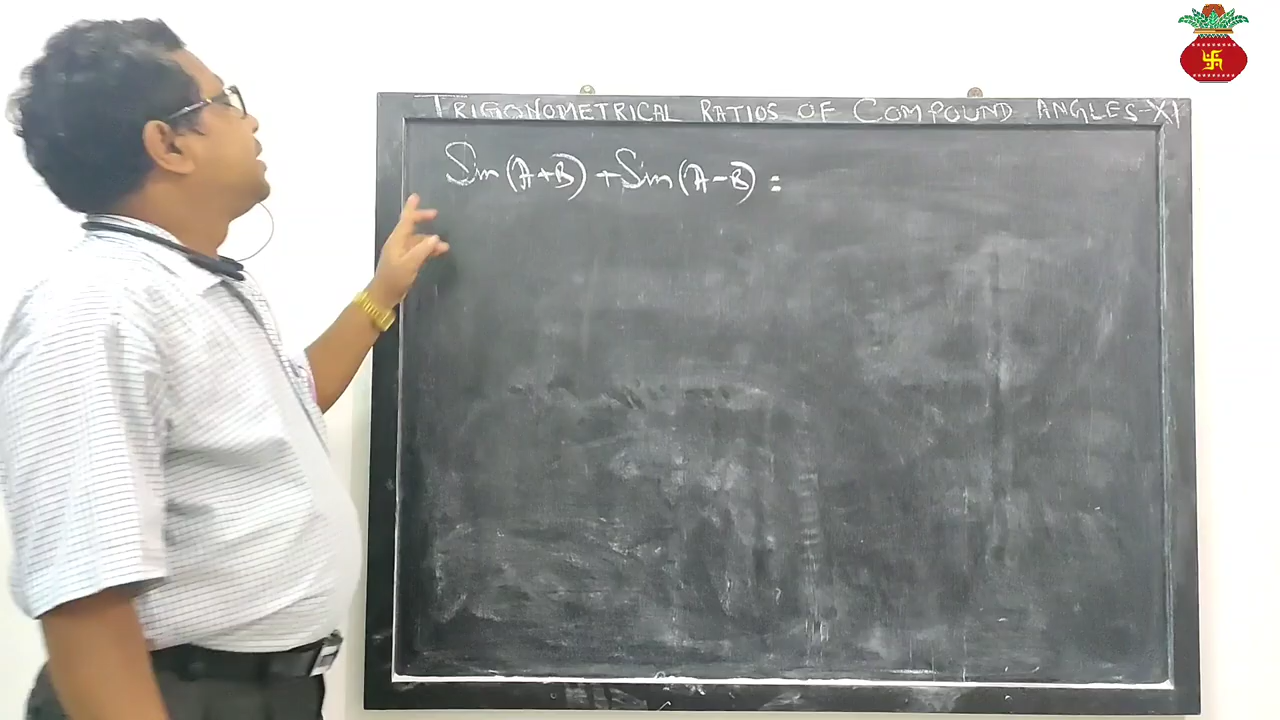 TRIGONOMETRICAL RATIOS OF COMPOUND ANGLES-XI
Sin (A+B) + Sin (A-B) =